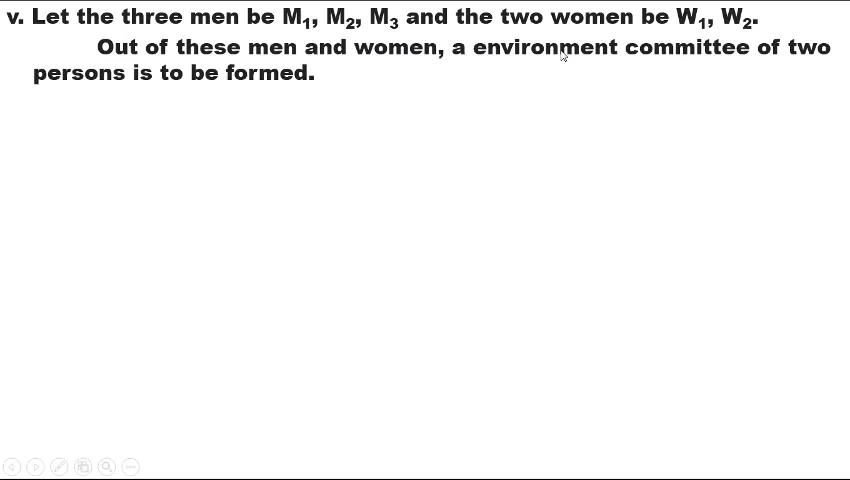 v. Let the three men be M₁, M₂, M₃ and the two women be W₁, W₂.
Out of these men and women, a environment committee of two
persons is to be formed.